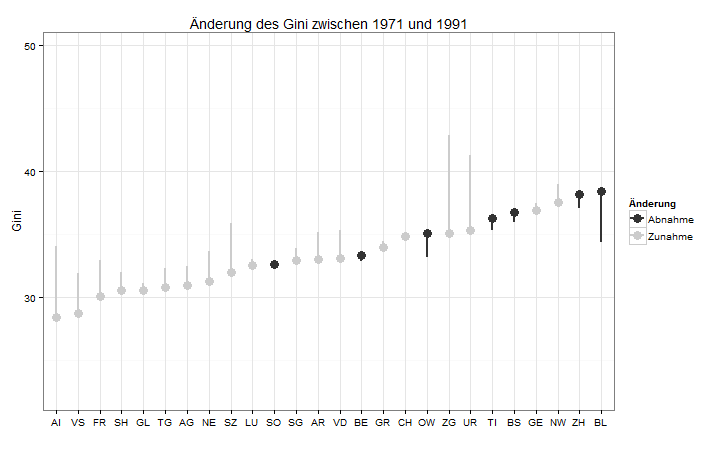 Änderung des Gini zwischen 1971 und 1991
50
40
30
Gini
AI VS FR SH GL TG AG NE SZ LU SO SG AR VD BE GR CH OW ZG UR TI BS GE NW ZH BL
Änderung
Abnahme
Zunahme